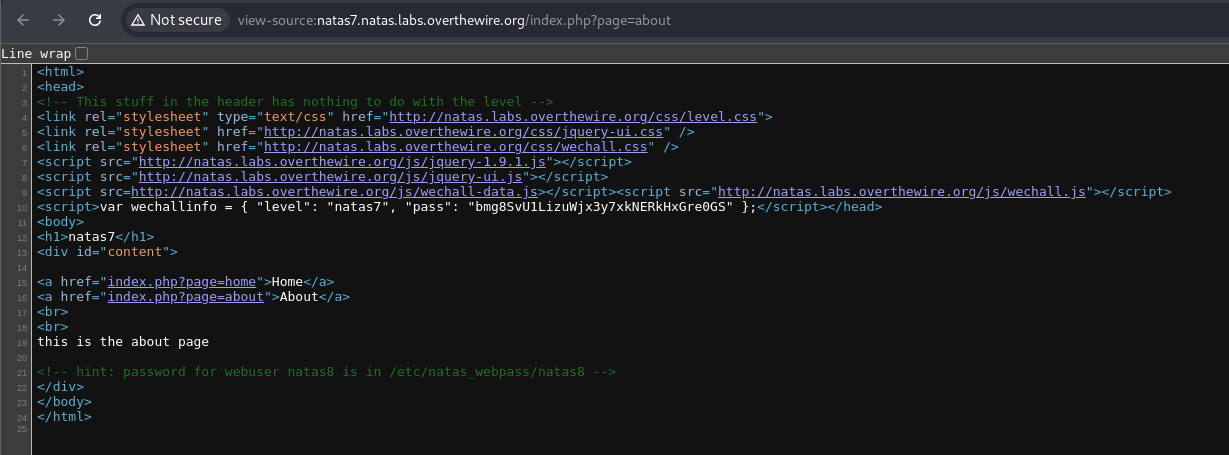 Not secure view-source:natas7.natas.labs.overthewire.org/index.php?page=about
Line wrap
1 <html>
2 <head>
3 <!-- This stuff in the header has nothing to do with the level -->
4 <link rel="stylesheet" type="text/css" href="http://natas.labs.overthewire.org/css/level.css">
5 <link rel="stylesheet" href="http://natas.labs.overthewire.org/css/jquery-ui.css" />
6 <link rel="stylesheet" href="http://natas.labs.overthewire.org/css/wechall.css" />
7 <script src="http://natas.labs.overthewire.org/js/jquery-1.9.1.js"></script>
8 <script src="http://natas.labs.overthewire.org/js/jquery-ui.js"></script>
9 <script src=http://natas.labs.overthewire.org/js/wechall-data.js></script><script src="http://natas.labs.overthewire.org/js/wechall.js"></script>
10 <script>var wechallinfo = { "level": "natas7", "pass": "bmg8SvU1LizuWjx3y7xkNERkHxGre0GS" };</script></head>
11 <body>
12 <h1>natas7</h1>
13 <div id="content">
14
15 <a href="index.php?page=home">Home</a>
16 <a href="index.php?page=about">About</a>
17 <br>
18 <br>
19 this is the about page
20
21 <!-- hint: password for webuser natas8 is in /etc/natas_webpass/natas8 -->
22 </div>
23 </body>
24 </html>
25